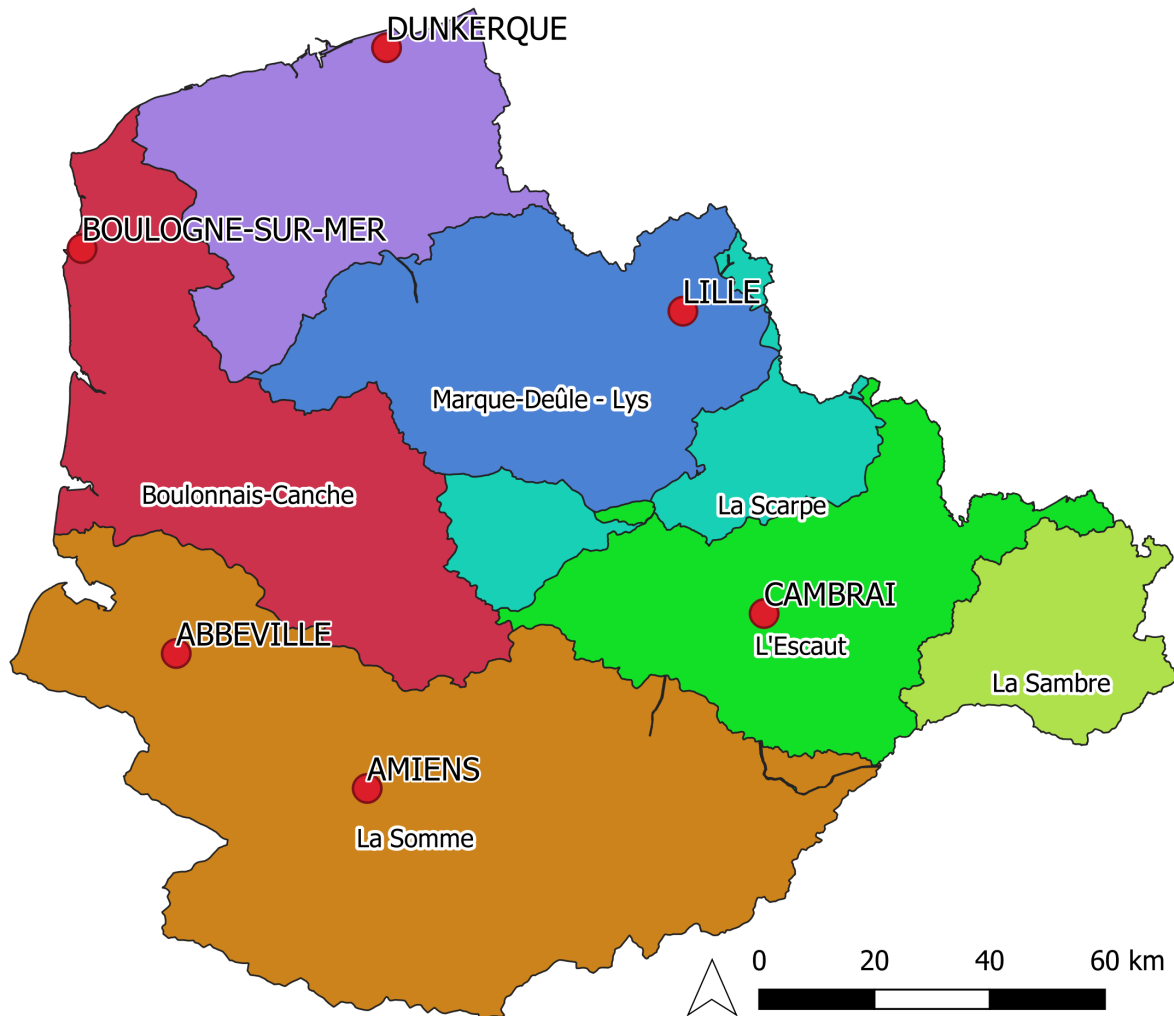 DUNKERQUE
BOULOGNE-SUR-MER
LILLE
Marque-Deûle - Lys
Boulonnais-Canche
La Scarpe
CAMBRAI
ABBEVILLE
L'Escaut
La Sambre
AMIENS
La Somme
0 20 40 60 km